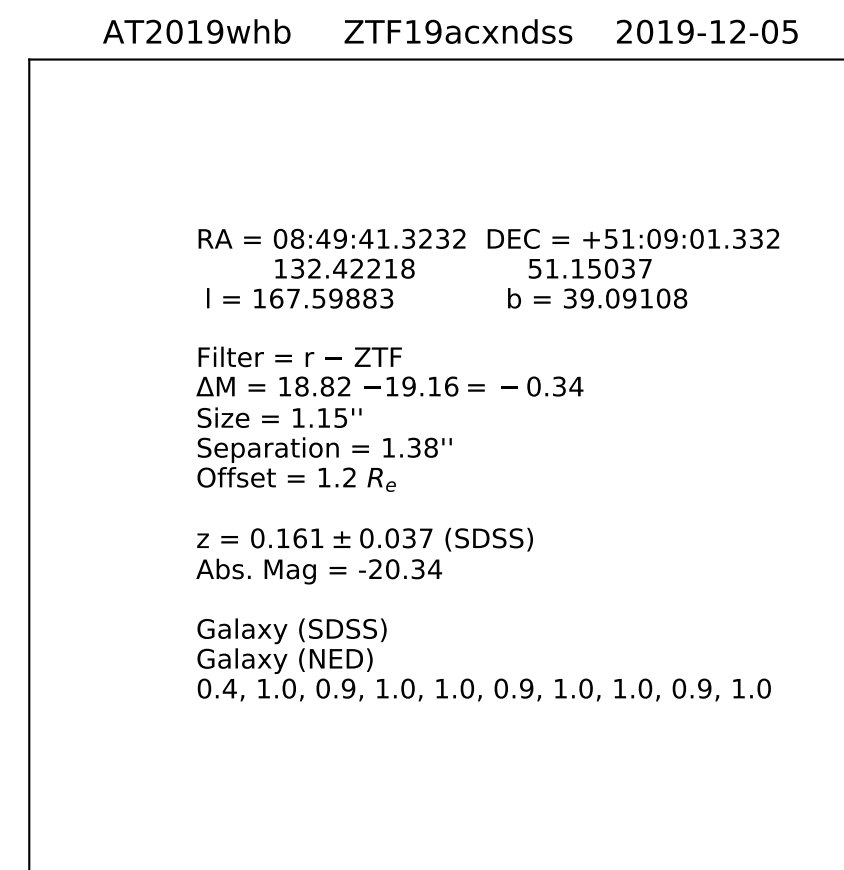 AT2019whb ZTF19acxndss 2019-12-05
RA = 08:49:41.3232 DEC = +51:09:01.332
132.42218 51.15037
l = 167.59883 b = 39.09108
Filter = r − ZTF
ΔM = 18.82 −19.16 = − 0.34
Size = 1.15''
Separation = 1.38''
Offset = 1.2 Re
z = 0.161 ± 0.037 (SDSS)
Abs. Mag = -20.34
Galaxy (SDSS)
Galaxy (NED)
0.4, 1.0, 0.9, 1.0, 1.0, 0.9, 1.0, 1.0, 0.9, 1.0